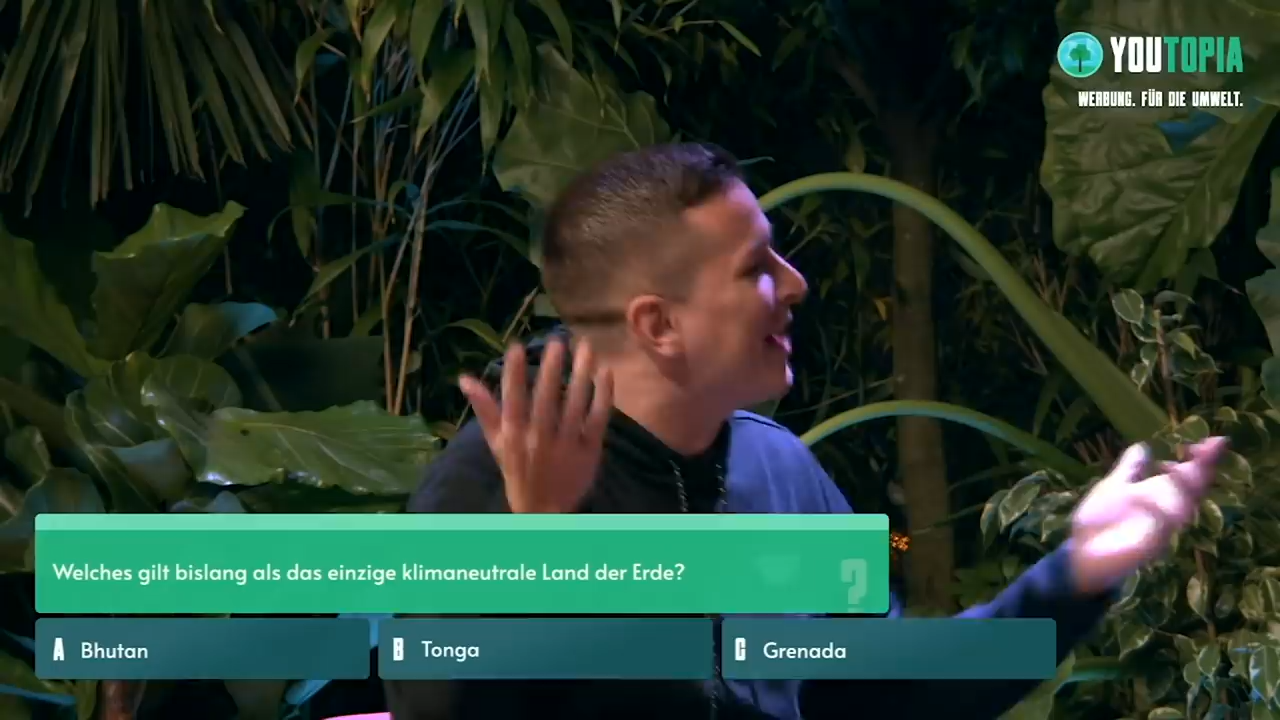 YOUTOPIA
WERBUNG. FÜR DIE UMWELT.
Welches gilt bislang als das einzige klimaneutrale Land der Erde?
?
A Bhutan
B Tonga
C Grenada